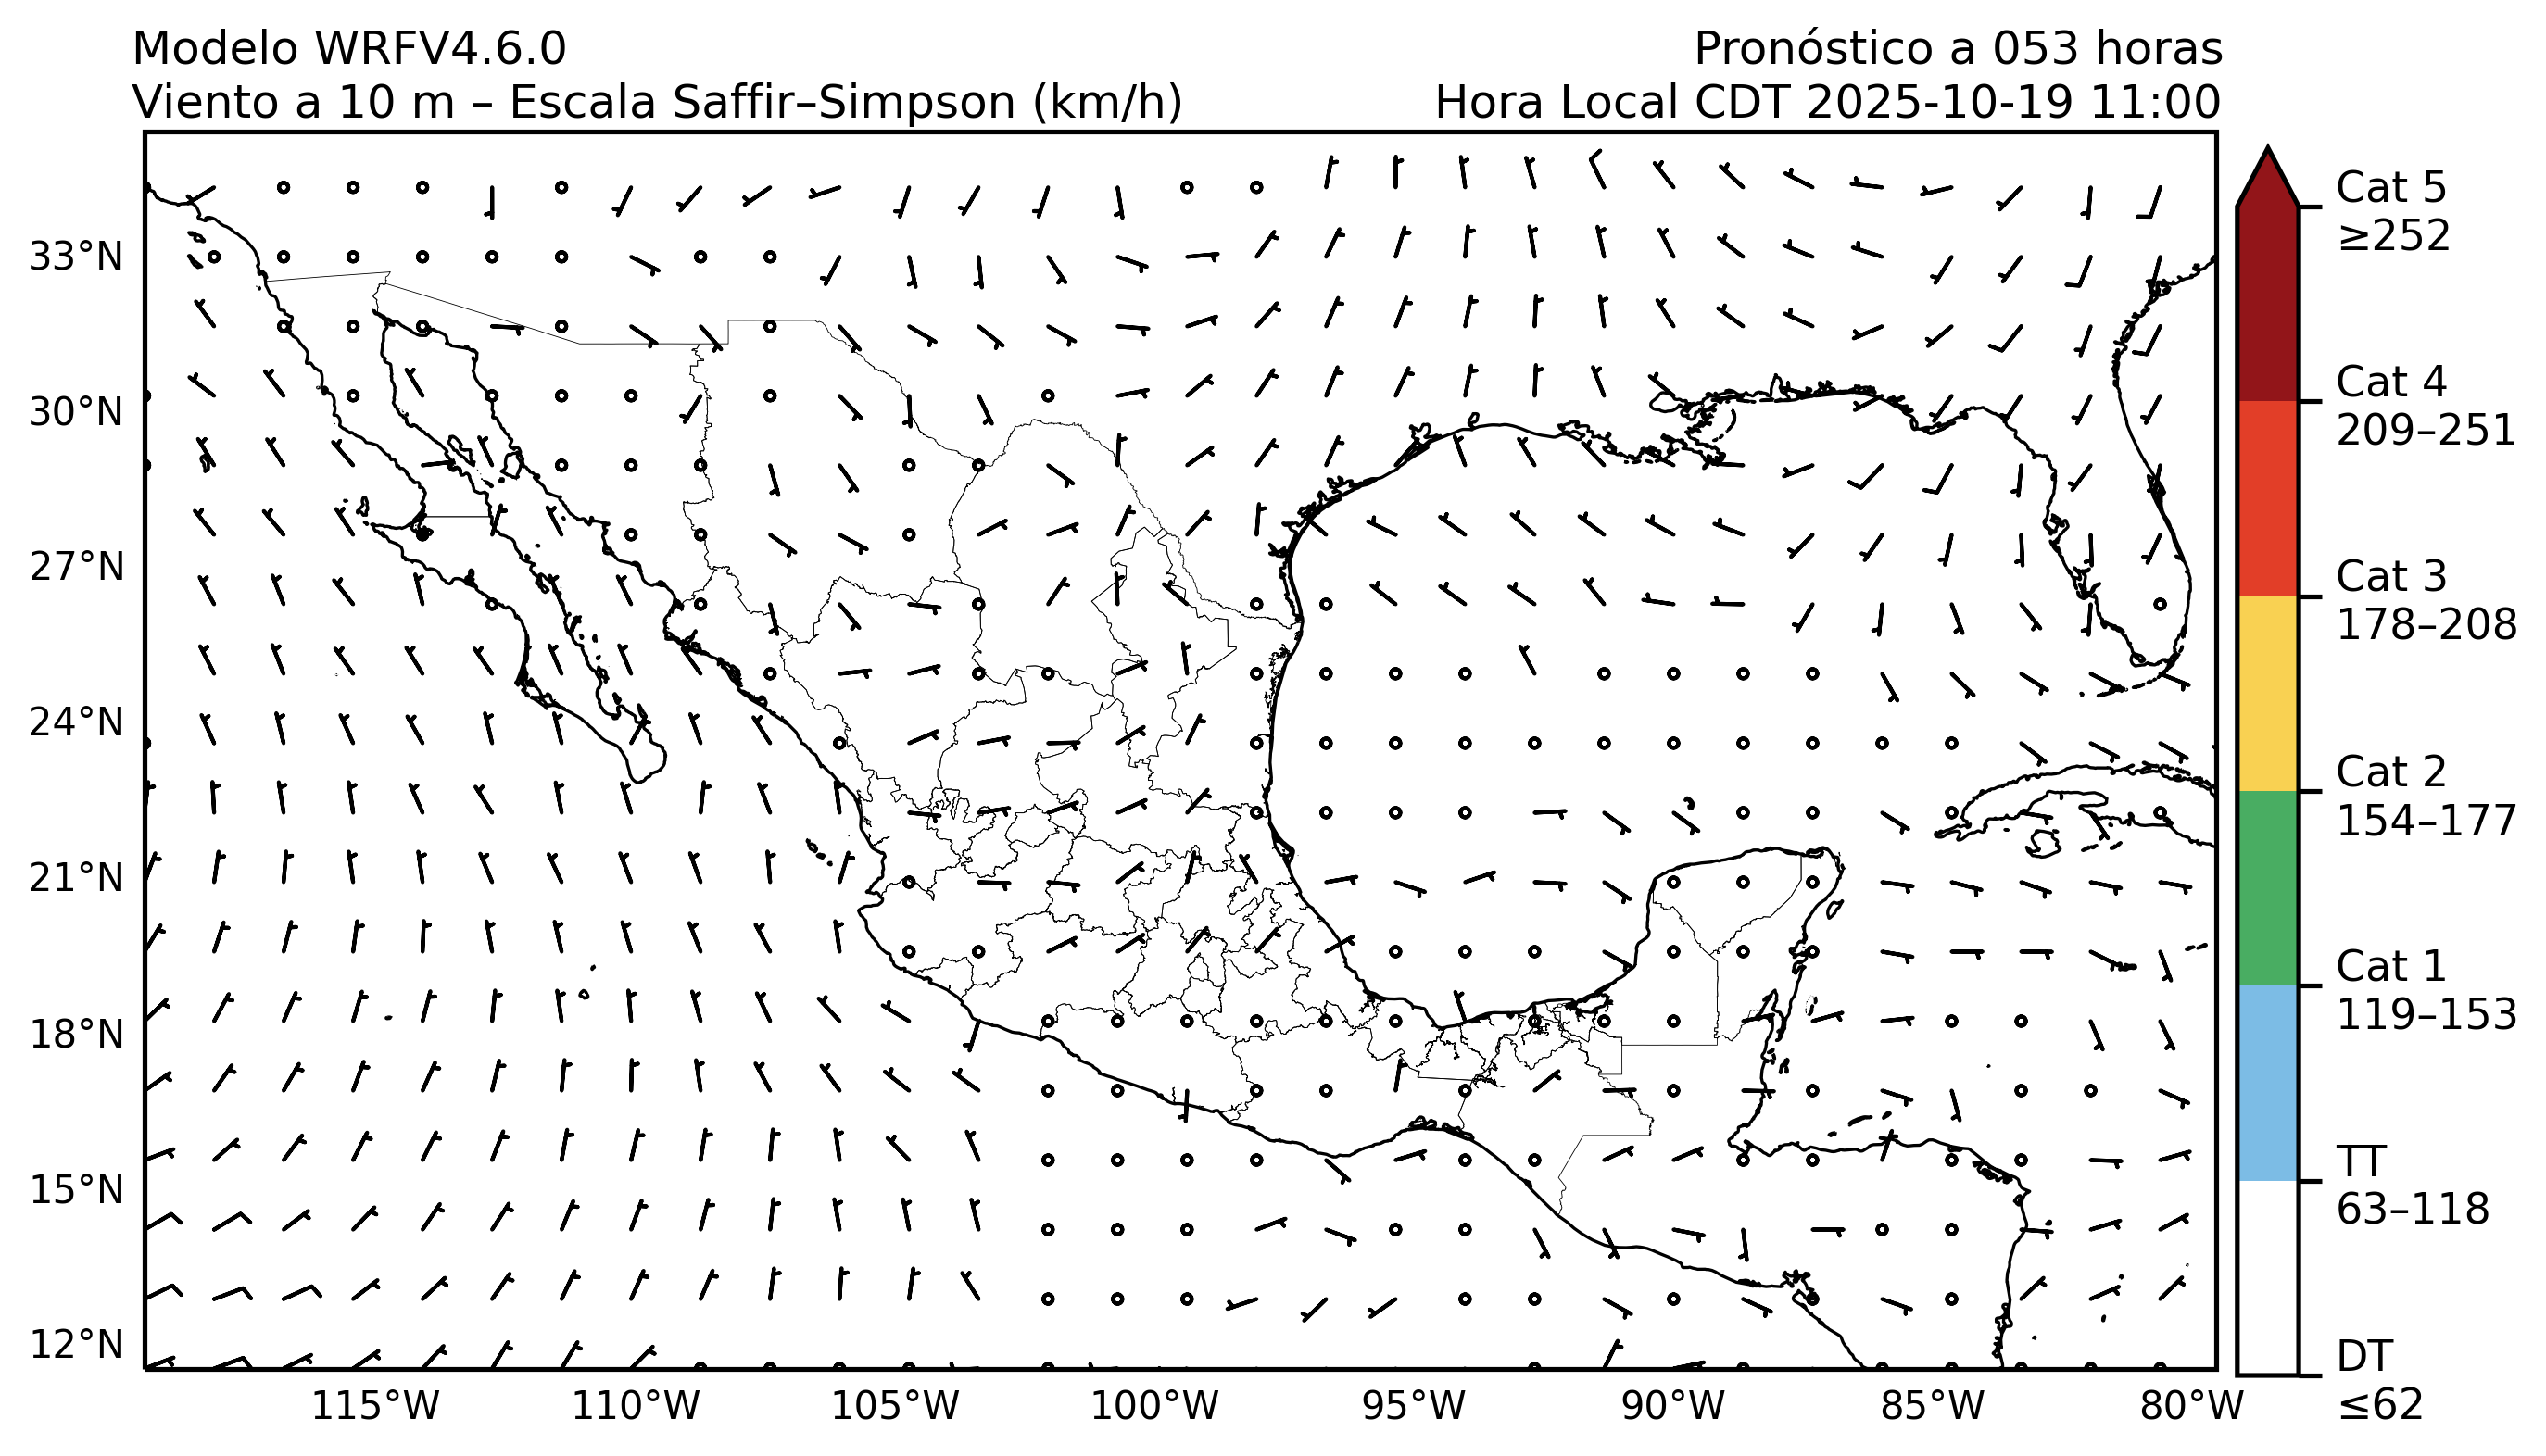 Modelo WRFV4.6.0
Pronóstico a 053 horas
Viento a 10 m – Escala Saffir–Simpson (km/h)
Hora Local CDT 2025-10-19 11:00
33°N
30°N
27°N
24°N
21°N
18°N
15°N
12°N
115°W
110°W
105°W
100°W
95°W
90°W
85°W
80°W
Cat 5
≥252
Cat 4
209–251
Cat 3
178–208
Cat 2
154–177
Cat 1
119–153
TT
63–118
DT
≤62